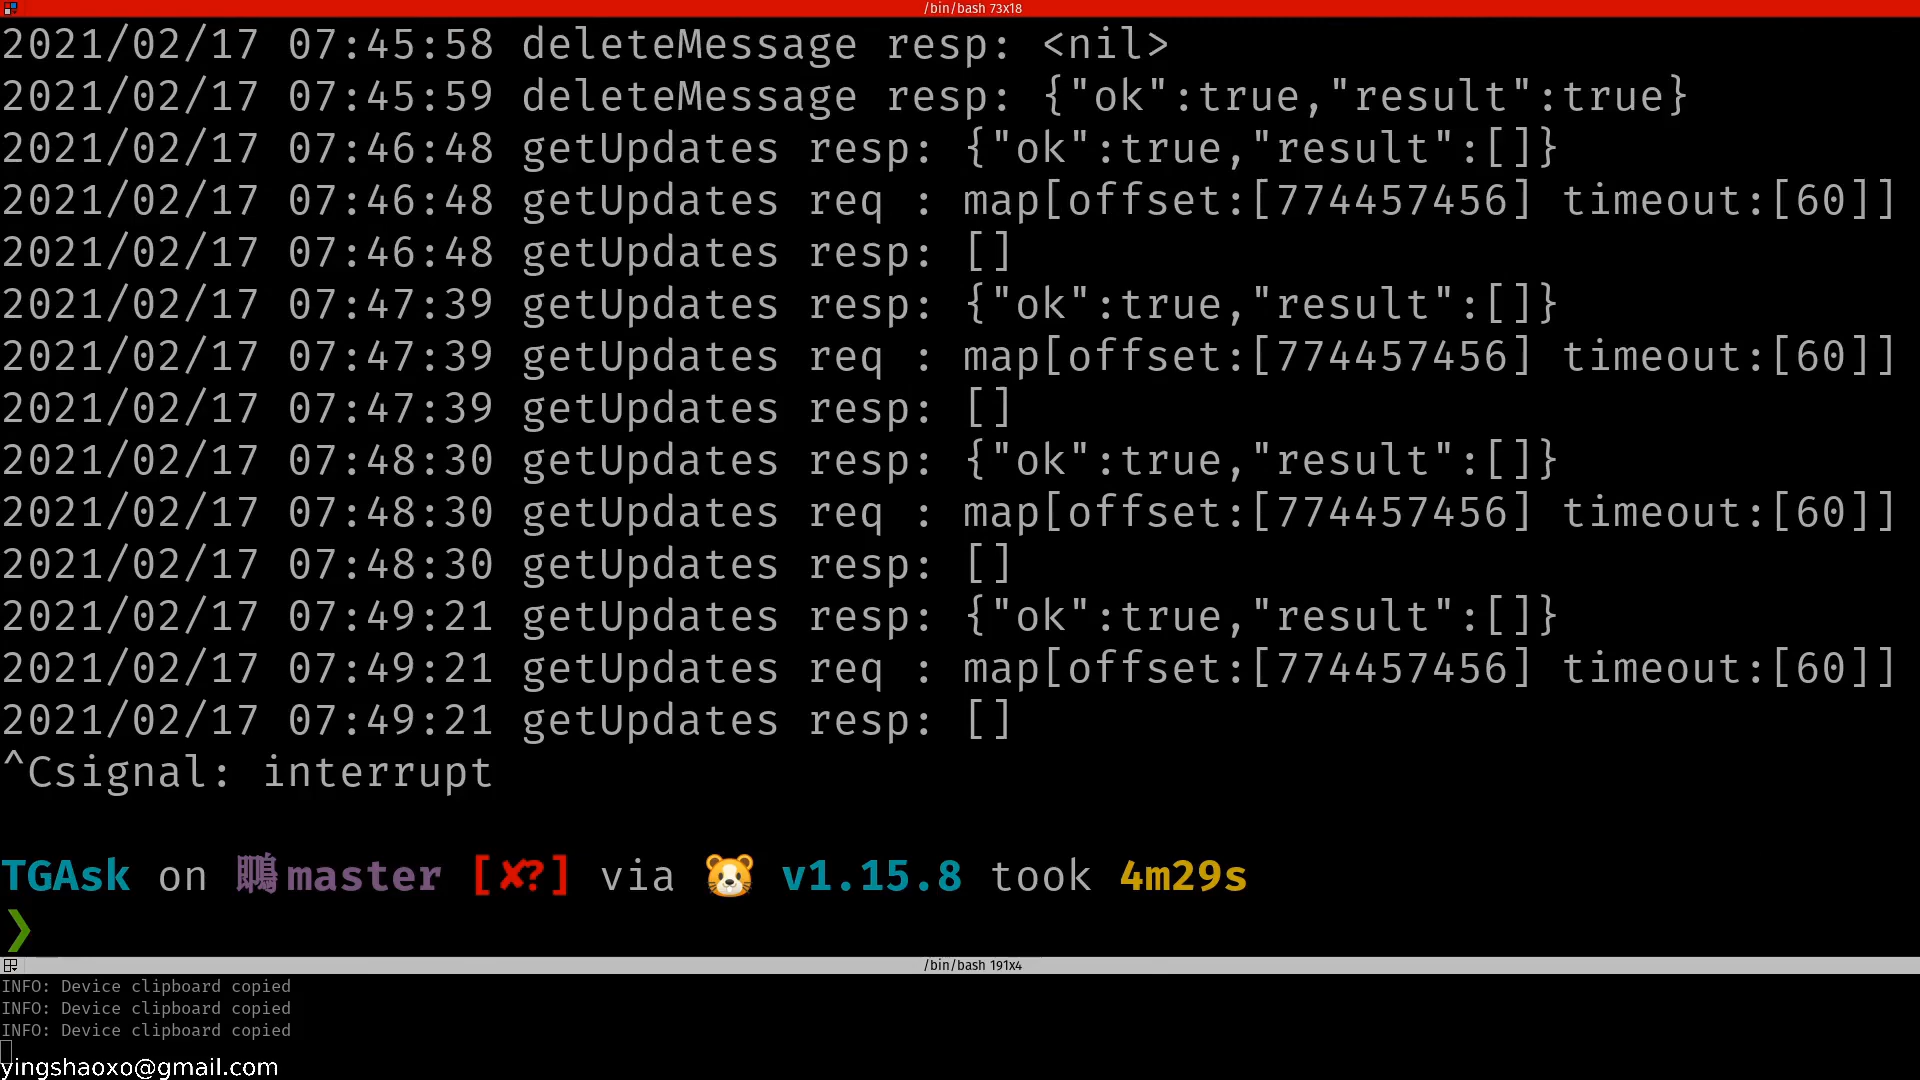 /bin/bash 73x18
2021/02/17 07:45:58 deleteMessage resp: <nil>
2021/02/17 07:45:59 deleteMessage resp: {"ok":true,"result":true}
2021/02/17 07:46:48 getUpdates resp: {"ok":true,"result":[]}
2021/02/17 07:46:48 getUpdates req : map[offset:[774457456] timeout:[60]]
2021/02/17 07:46:48 getUpdates resp: []
2021/02/17 07:47:39 getUpdates resp: {"ok":true,"result":[]}
2021/02/17 07:47:39 getUpdates req : map[offset:[774457456] timeout:[60]]
2021/02/17 07:47:39 getUpdates resp: []
2021/02/17 07:48:30 getUpdates resp: {"ok":true,"result":[]}
2021/02/17 07:48:30 getUpdates req : map[offset:[774457456] timeout:[60]]
2021/02/17 07:48:30 getUpdates resp: []
2021/02/17 07:49:21 getUpdates resp: {"ok":true,"result":[]}
2021/02/17 07:49:21 getUpdates req : map[offset:[774457456] timeout:[60]]
2021/02/17 07:49:21 getUpdates resp: []
^Csignal: interrupt
TGAsk on master [✘?] via 🐹 v1.15.8 took 4m29s
❯
/bin/bash 191x4
INFO: Device clipboard copied
INFO: Device clipboard copied
INFO: Device clipboard copied
yingshaoxo@gmail.com